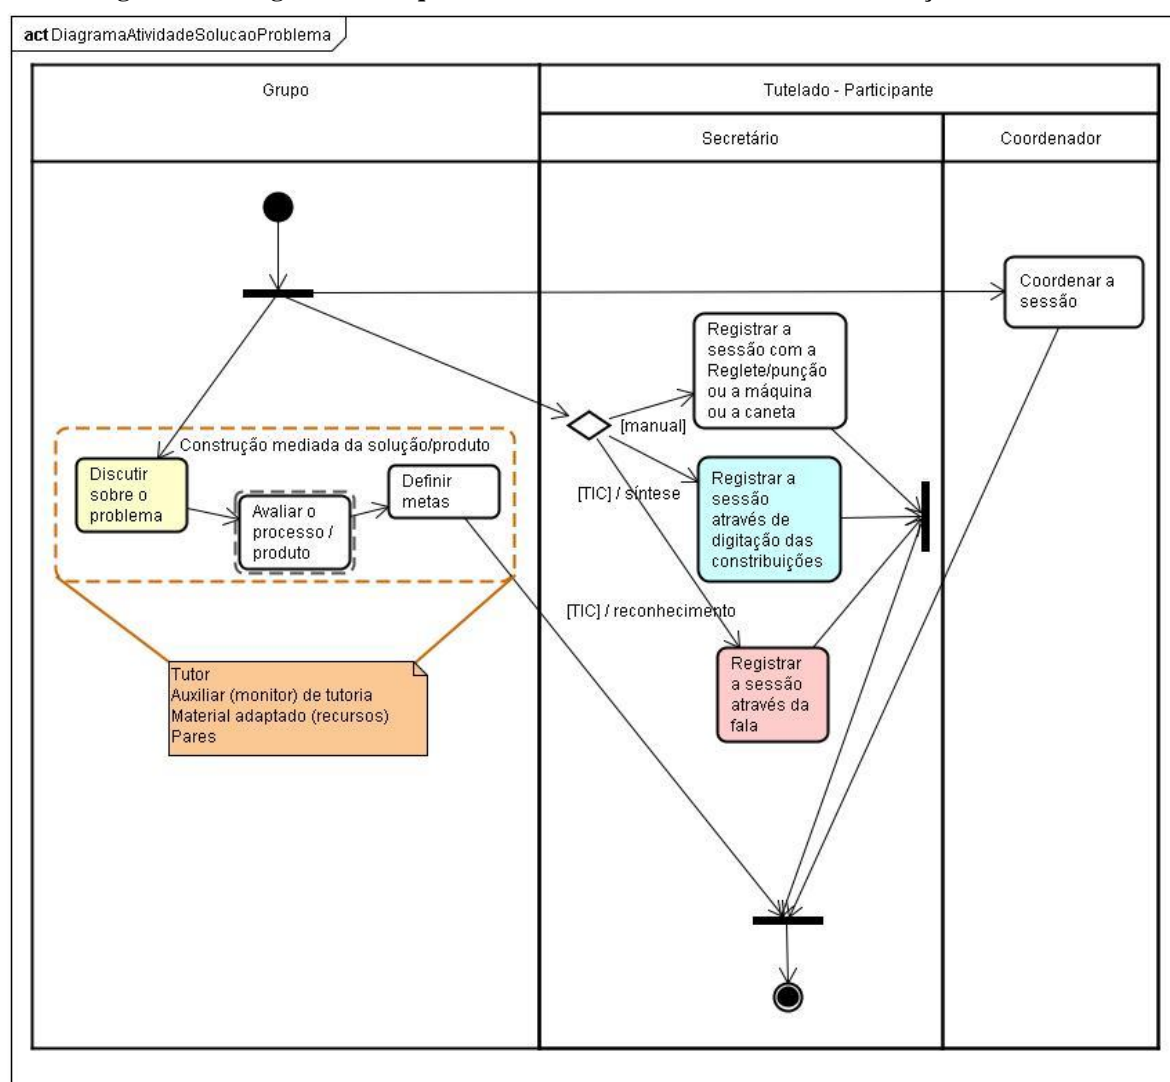 act DiagramaAtividadeSolucaoProblema
Grupo
Tutelado - Participante
Secretário
Coordenador
Coordenar a
sessão
Registrar a
sessão com a
Reglete/punção
ou a máquina
ou a caneta
[manual]
Construção mediada da solução/produto
Discutir
sobre o
problema
Avaliar o
processo /
produto
Definir
metas
[TIC] / síntese
Registrar a
sessão
através de
digitação das
constribuições
[TIC] / reconhecimento
Registrar
a sessão
através da
fala
Tutor
Auxiliar (monitor) de tutoria
Material adaptado (recursos)
Pares